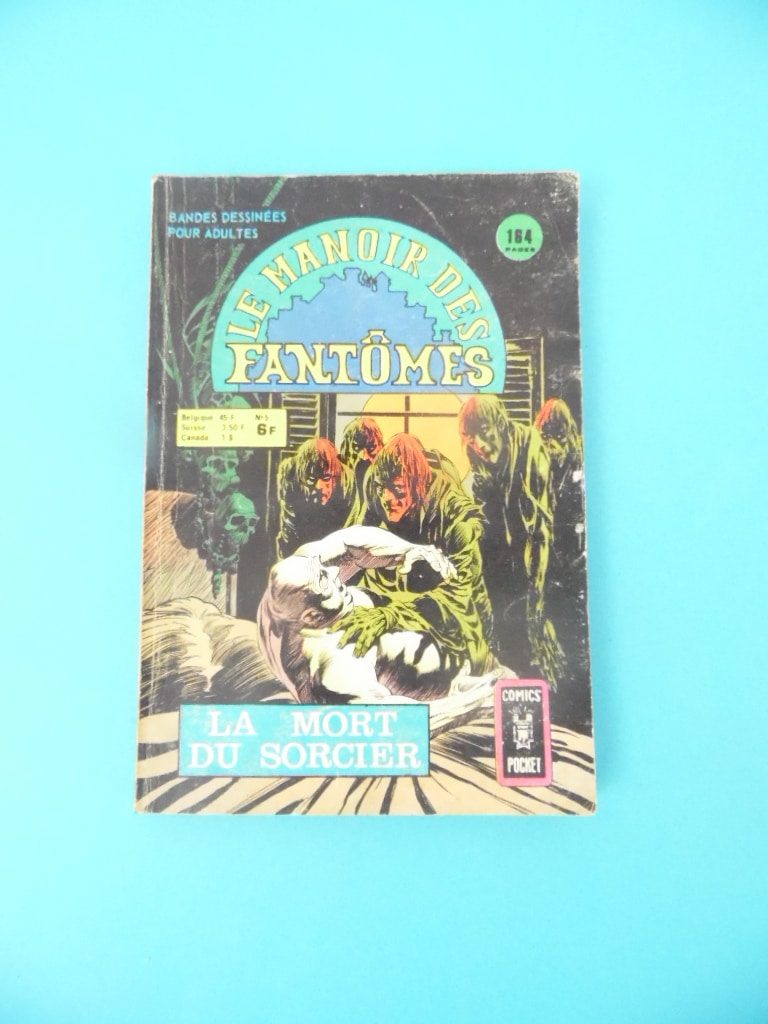 BANDES DESSINÉES
POUR ADULTES
164
PAGES
LE MANOIR DES
FANTÔMES
Belgique 45 F
Suisse 3.50 F
Canada 1 $
N°5
6F
LA MORT
DU SORCIER
COMICS
POCKET